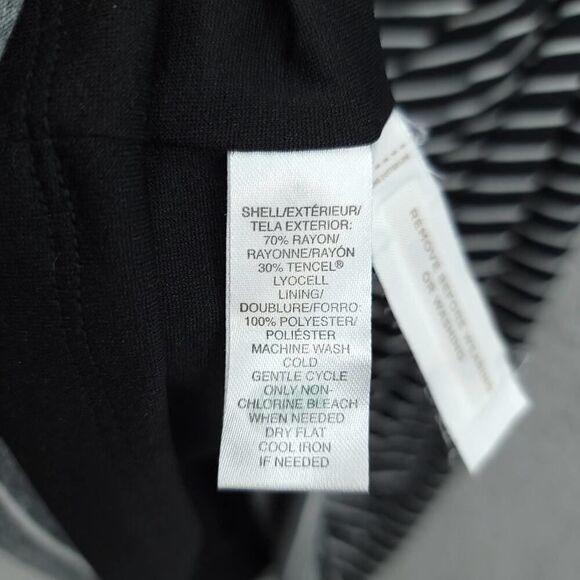 SHELL/EXTÉRIEUR/
TELA EXTERIOR:
70% RAYON/
RAYONNE/RAYÓN
30% TENCEL®
LYOCELL
LINING/
DOUBLURE/FORRO:
100% POLYESTER/
POLIÉSTER
MACHINE WASH
COLD
GENTLE CYCLE
ONLY NON-
CHLORINE BLEACH
WHEN NEEDED
DRY FLAT
COOL IRON
IF NEEDED
REMOVE BEFORE WEARING
OR WASHING